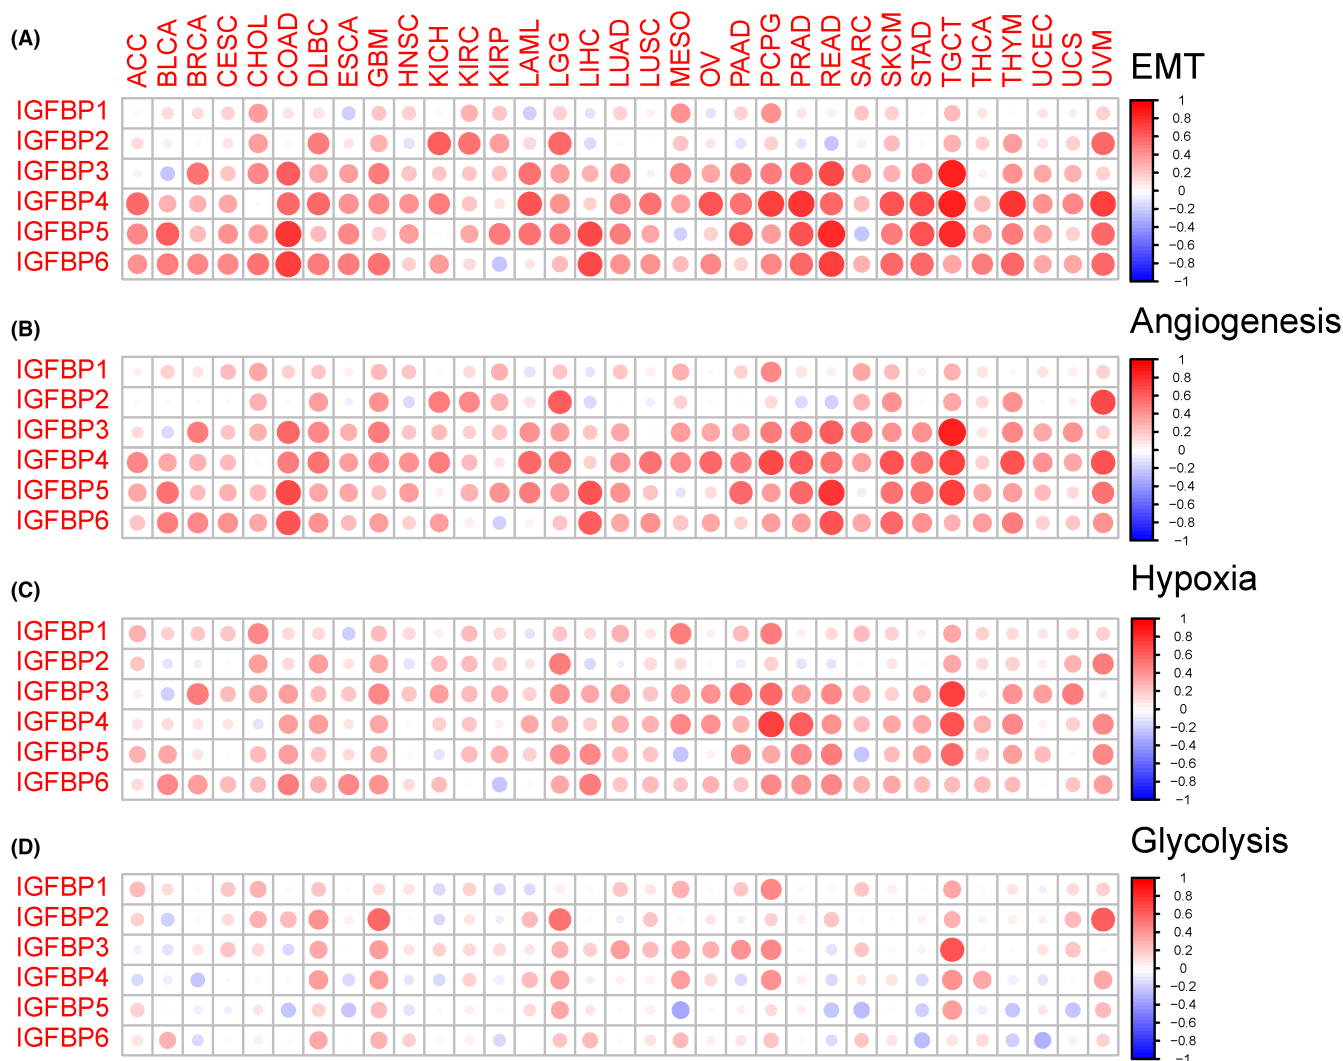 (A)
ACC BLCA BRCA CESC CHOL COAD DLBC ESCA GBM HNSC KICH KIRC KIRP LAML LGG LIHC LUAD LUSC MESO OV PAAD PCPG PRAD READ SARC SKCM STAD TGCT THCA THYM UCEC UCS UVM
EMT
IGFBP1
IGFBP2
IGFBP3
IGFBP4
IGFBP5
IGFBP6
1
0.8
0.6
0.4
0.2
0
−0.2
−0.4
−0.6
−0.8
−1
(B)
Angiogenesis
IGFBP1
IGFBP2
IGFBP3
IGFBP4
IGFBP5
IGFBP6
1
0.8
0.6
0.4
0.2
0
−0.2
−0.4
−0.6
−0.8
−1
(C)
Hypoxia
IGFBP1
IGFBP2
IGFBP3
IGFBP4
IGFBP5
IGFBP6
1
0.8
0.6
0.4
0.2
0
−0.2
−0.4
−0.6
−0.8
−1
(D)
Glycolysis
IGFBP1
IGFBP2
IGFBP3
IGFBP4
IGFBP5
IGFBP6
1
0.8
0.6
0.4
0.2
0
−0.2
−0.4
−0.6
−0.8
−1